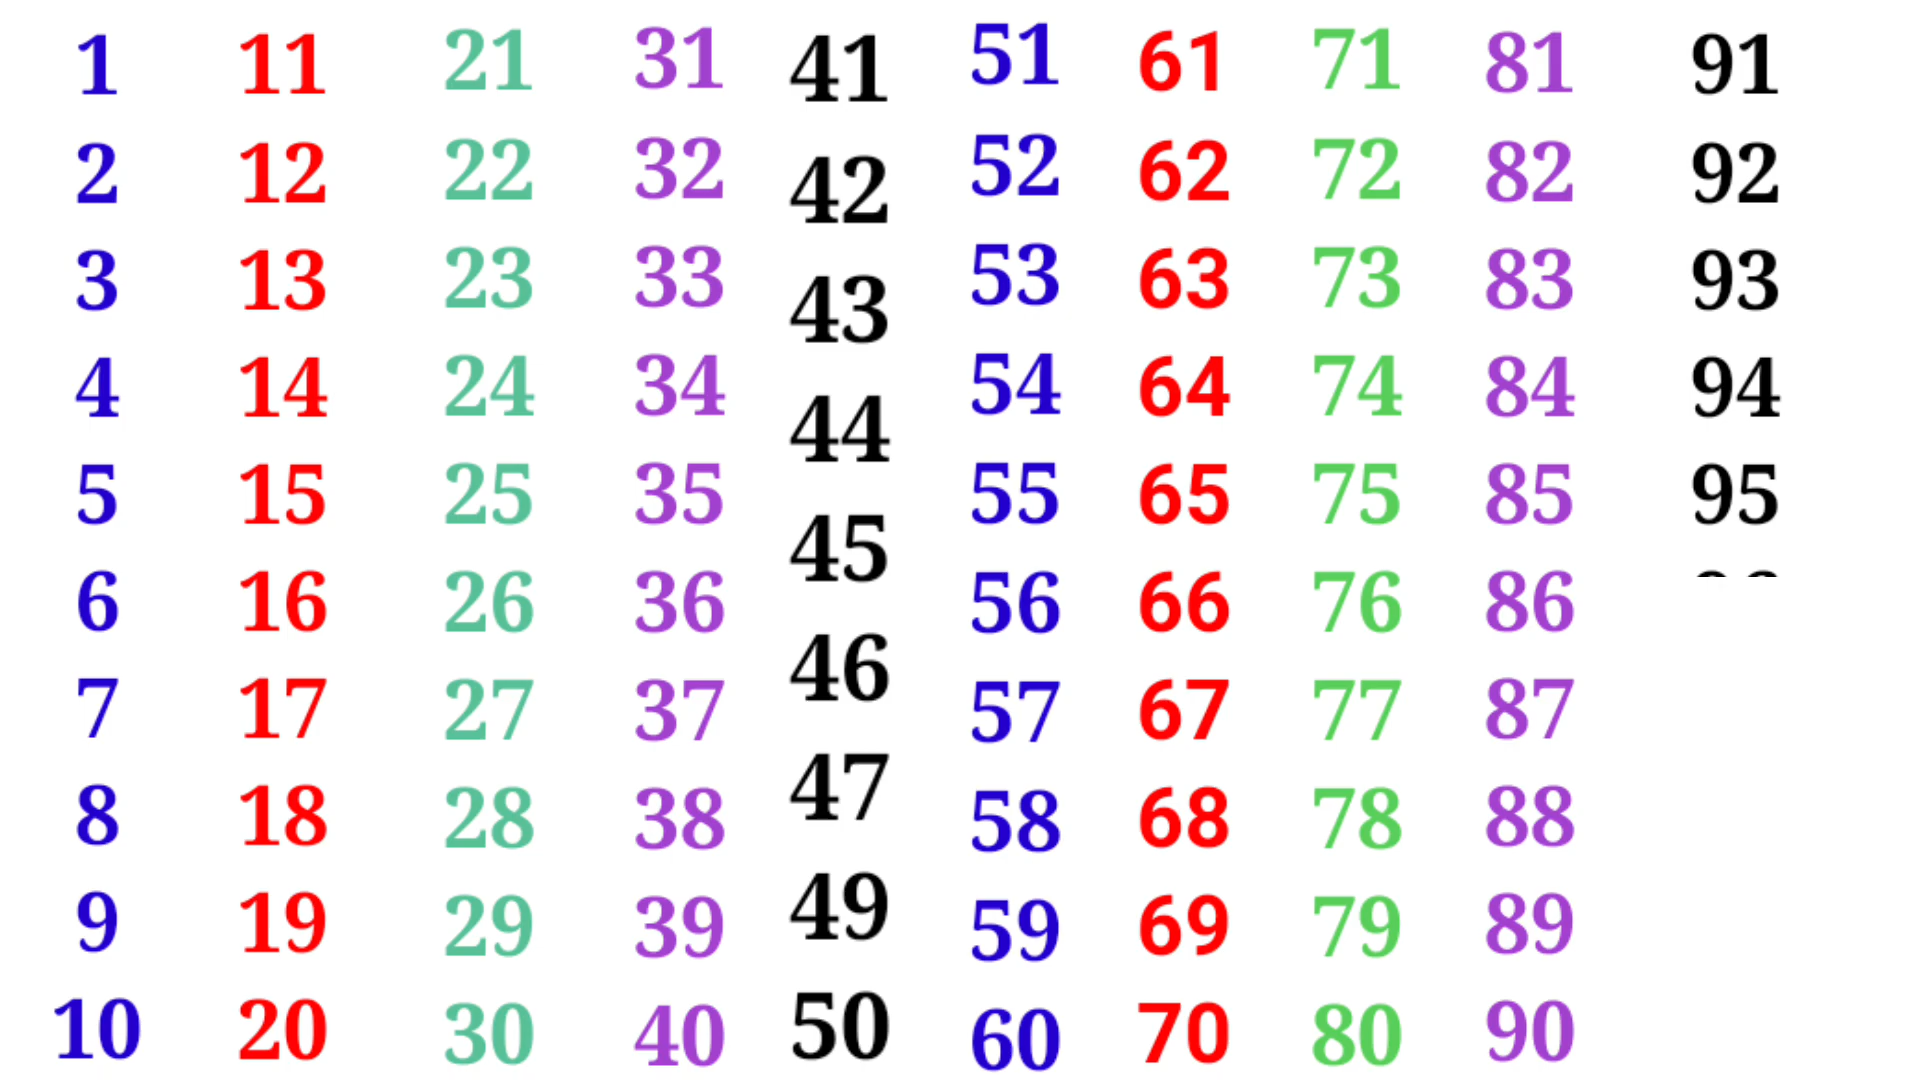 1 11 21 31 41 51 61 71 81 91
2 12 22 32 42 52 62 72 82 92
3 13 23 33 43 53 63 73 83 93
4 14 24 34 44 54 64 74 84 94
5 15 25 35 45 55 65 75 85 95
6 16 26 36 46 56 66 76 86
7 17 27 37 47 57 67 77 87
8 18 28 38 49 58 68 78 88
9 19 29 39 50 59 69 79 89
10 20 30 40 60 70 80 90